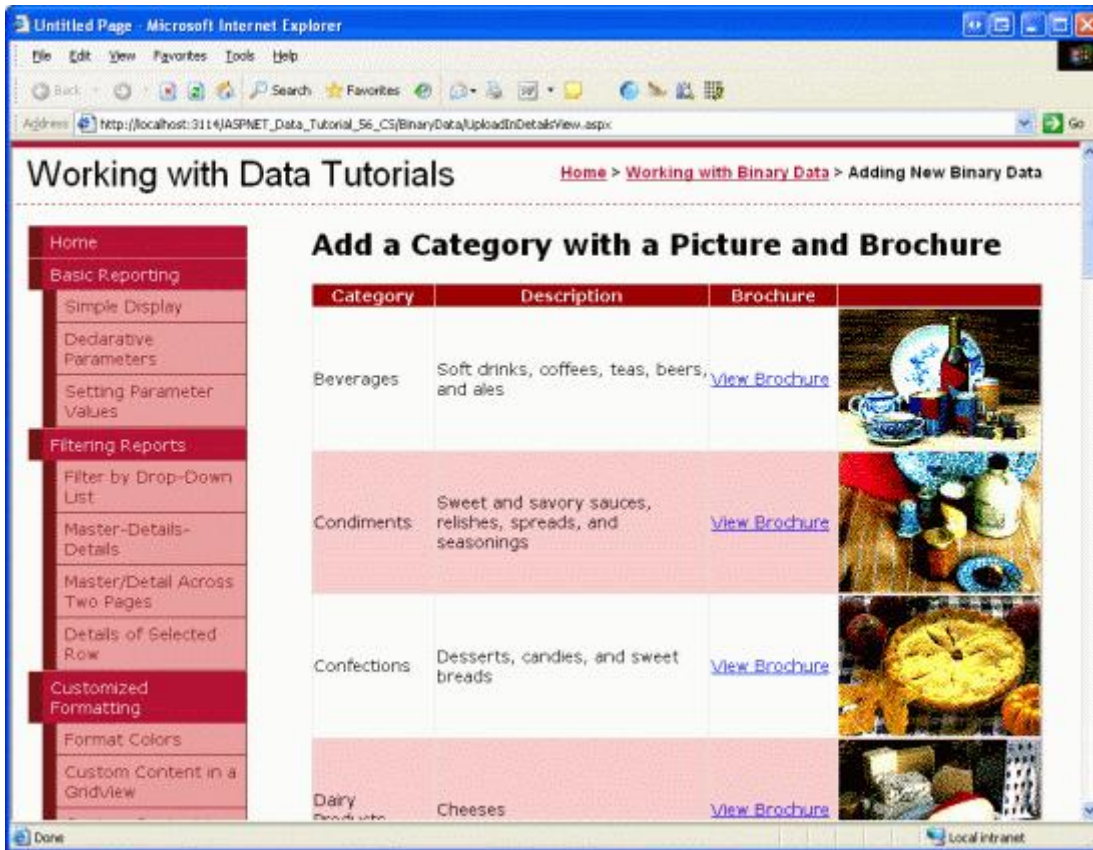 Untitled Page - Microsoft Internet Explorer
File Edit View Favorites Tools Help
Back Search Favorites
Address http://localhost:3114/ASPNET_Data_Tutorial_56_CS/BinaryData/UploadInDetailsView.aspx Go
Working with Data Tutorials
Home > Working with Binary Data > Adding New Binary Data
Home
Basic Reporting
Simple Display
Declarative
Parameters
Setting Parameter
Values
Filtering Reports
Filter by Drop-Down
List
Master-Details-
Details
Master/Detail Across
Two Pages
Details of Selected
Row
Customized
Formatting
Format Colors
Custom Content in a
GridView
Add a Category with a Picture and Brochure
Category Description Brochure
Beverages
Soft drinks, coffees, teas, beers,
and ales
View Brochure
Condiments
Sweet and savory sauces,
relishes, spreads, and
seasonings
View Brochure
Confections
Desserts, candies, and sweet
breads
View Brochure
Dairy
Products
Cheeses
View Brochure
Done
Local intranet